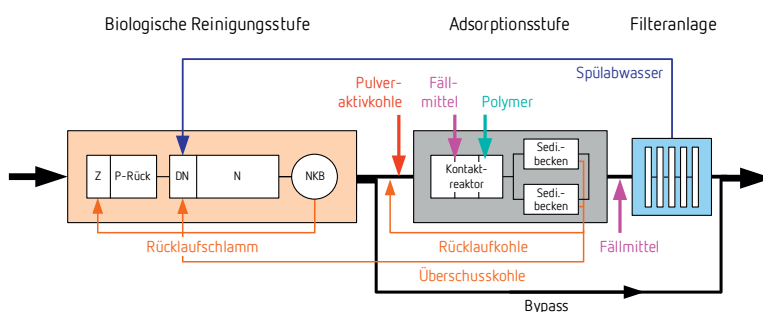 Biologische Reinigungsstufe
Adsorptionsstufe
Filteranlage
Spülabwasser
Pulver-
aktivkohle
Fäll-
mittel
Polymer
Z
P-Rück
DN
N
NKB
Kontakt-
reaktor
Sedi.-
becken
Sedi.-
becken
Rücklaufschlamm
Rücklaufkohle
Fällmittel
Überschusskohle
Bypass